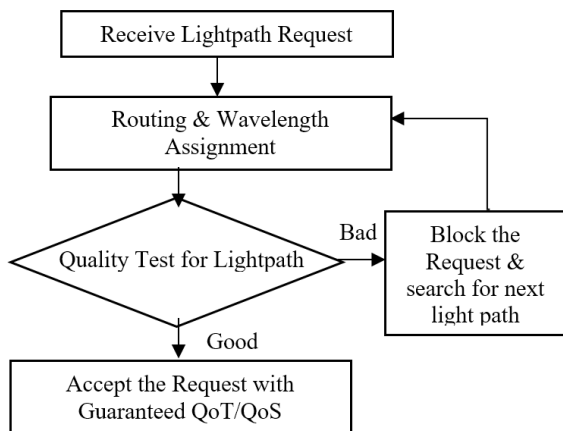 Receive Lightpath Request
Routing & Wavelength
Assignment
Quality Test for Lightpath
Bad
Block the
Request &
search for next
light path
Good
Accept the Request with
Guaranteed QoT/QoS